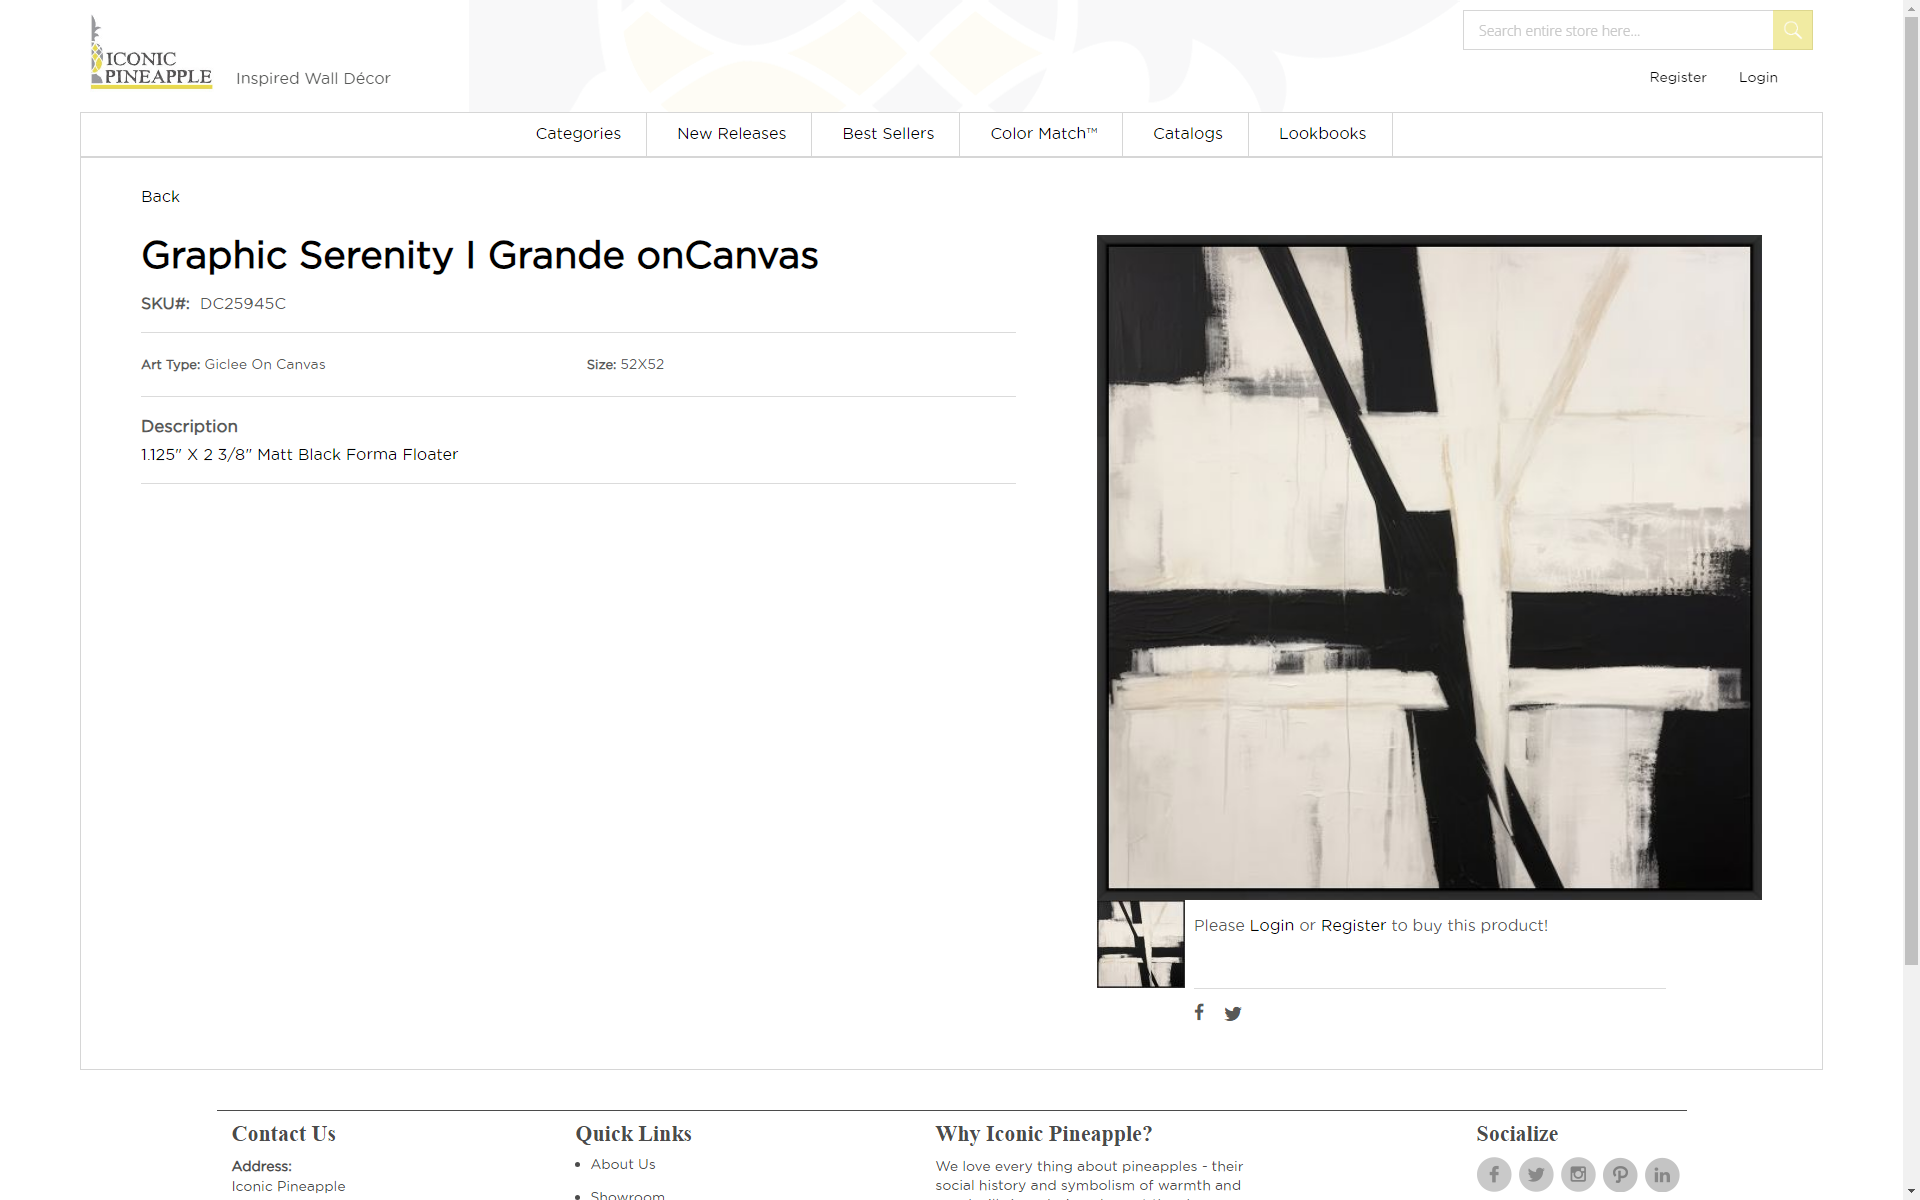 ICONIC
PINEAPPLE
Inspired Wall Décor
Search entire store here...
Register
Login
Categories
New Releases
Best Sellers
Color Match™
Catalogs
Lookbooks
Back
Graphic Serenity I Grande onCanvas
SKU#: DC25945C
Art Type: Giclee On Canvas
Size: 52X52
Description
1.125" X 2 3/8" Matt Black Forma Floater
Please Login or Register to buy this product!
Contact Us
Address:
Iconic Pineapple
Quick Links
About Us
Showroom
Why Iconic Pineapple?
We love every thing about pineapples - their
social history and symbolism of warmth and
Socialize